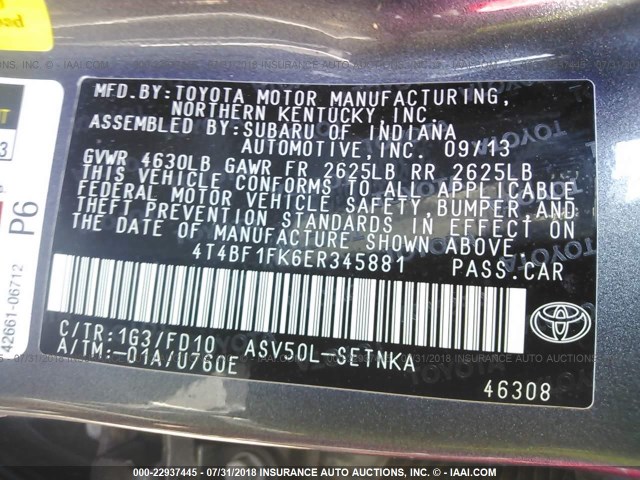 MFD.BY:TOYOTA MOTOR MANUFACTURING,
NORTHERN KENTUCKY,INC.
ASSEMBLED BY:SUBARU OF INDIANA
AUTOMOTIVE,INC. 09/13
GVWR 4630LB GAWR FR 2625LB RR 2625LB
THIS VEHICLE CONFORMS TO ALL APPLICABLE
FEDERAL MOTOR VEHICLE SAFETY,BUMPER,AND
THEFT PREVENTION STANDARDS IN EFFECT ON
THE DATE OF MANUFACTURE SHOWN ABOVE.
4T4BF1FK6ER345881 PASS.CAR
C/TR:1G3/FD10 ASV50L-SETNKA
A/TM:-01A/U760E
46308
TOYOTA
P6
42661-06712
000-22937445 - 07/31/2018 - INSURANCE AUTO AUCTIONS, INC. - © - IAAI.COM